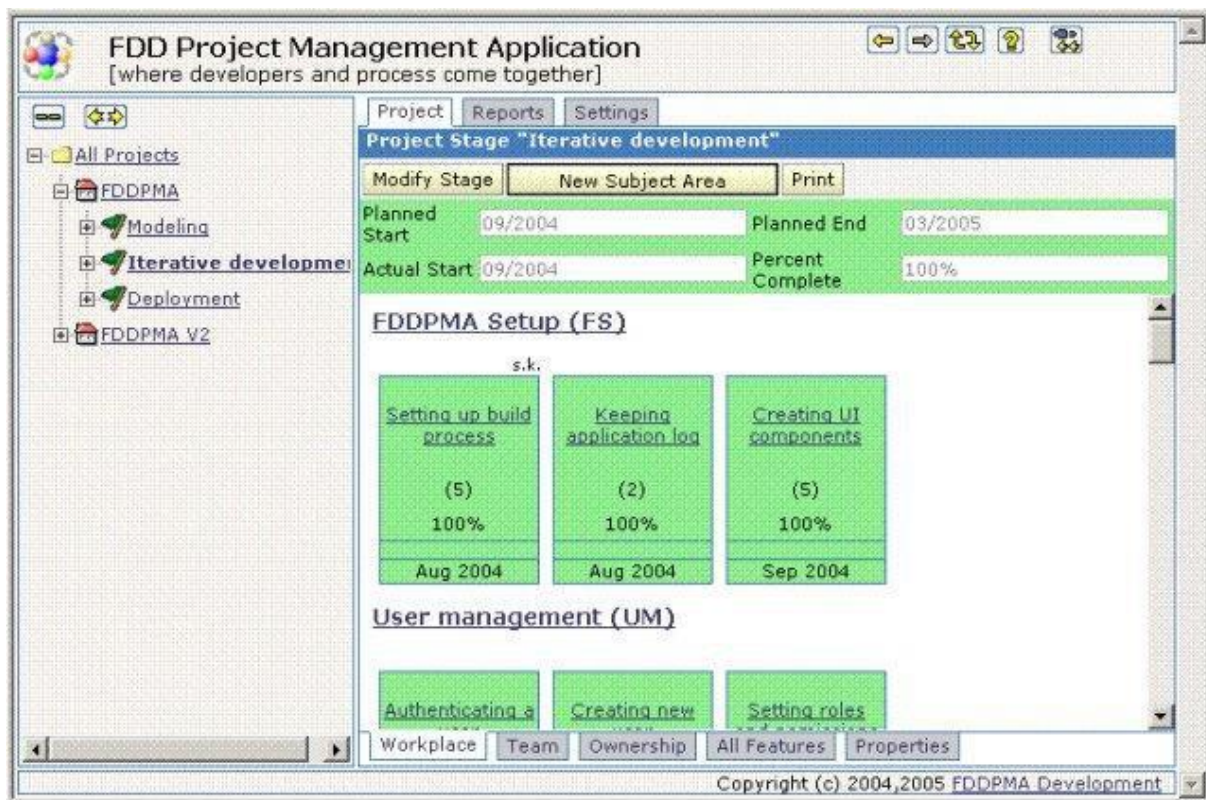 FDD Project Management Application
[where developers and process come together]
Project Reports Settings
Project Stage "Iterative development"
All Projects
FDDPMA
Modeling
Iterative developme
Deployment
FDDPMA V2
Modify Stage New Subject Area Print
Planned Start 09/2004 Planned End 03/2005
Actual Start 09/2004 Percent Complete 100%
FDDPMA Setup (FS)
s.k.
Setting up build process
(5)
100%
Aug 2004
Keeping application log
(2)
100%
Aug 2004
Creating UI components
(5)
100%
Sep 2004
User management (UM)
Authenticating a
Creating new
Setting roles
Workplace Team Ownership All Features Properties
Copyright (c) 2004,2005 FDDPMA Development